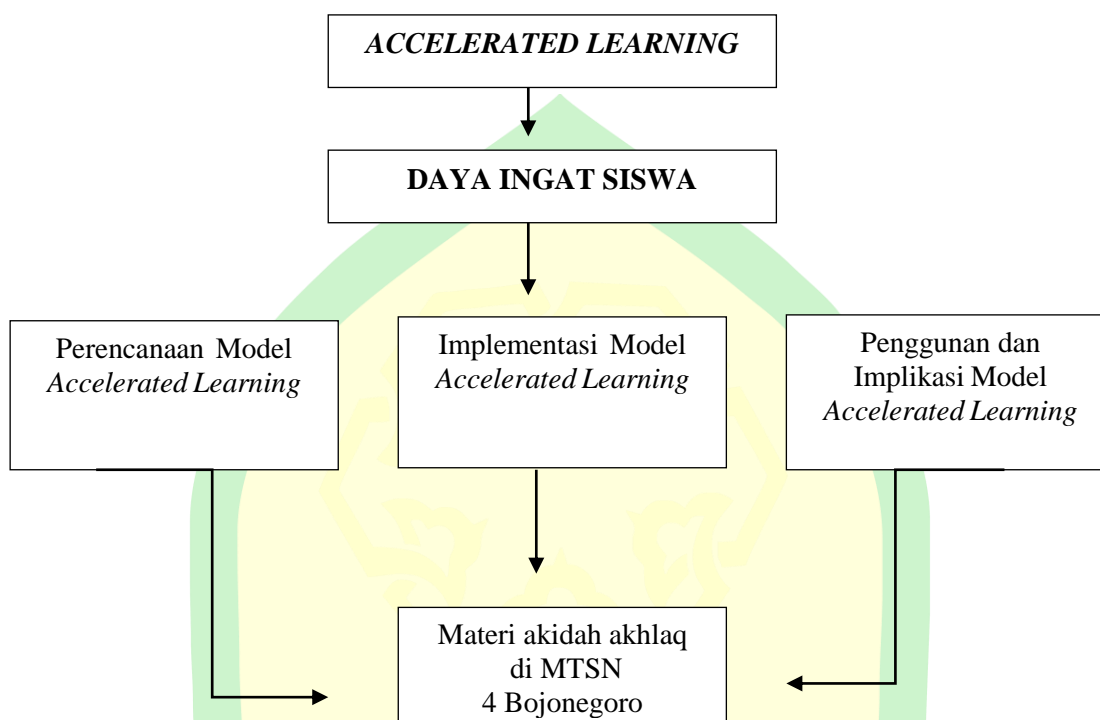 ACCELERATED LEARNING
DAYA INGAT SISWA
Perencanaan Model
Accelerated Learning
Implementasi Model
Accelerated Learning
Penggunan dan
Implikasi Model
Accelerated Learning
Materi akidah akhlaq
di MTSN
4 Bojonegoro